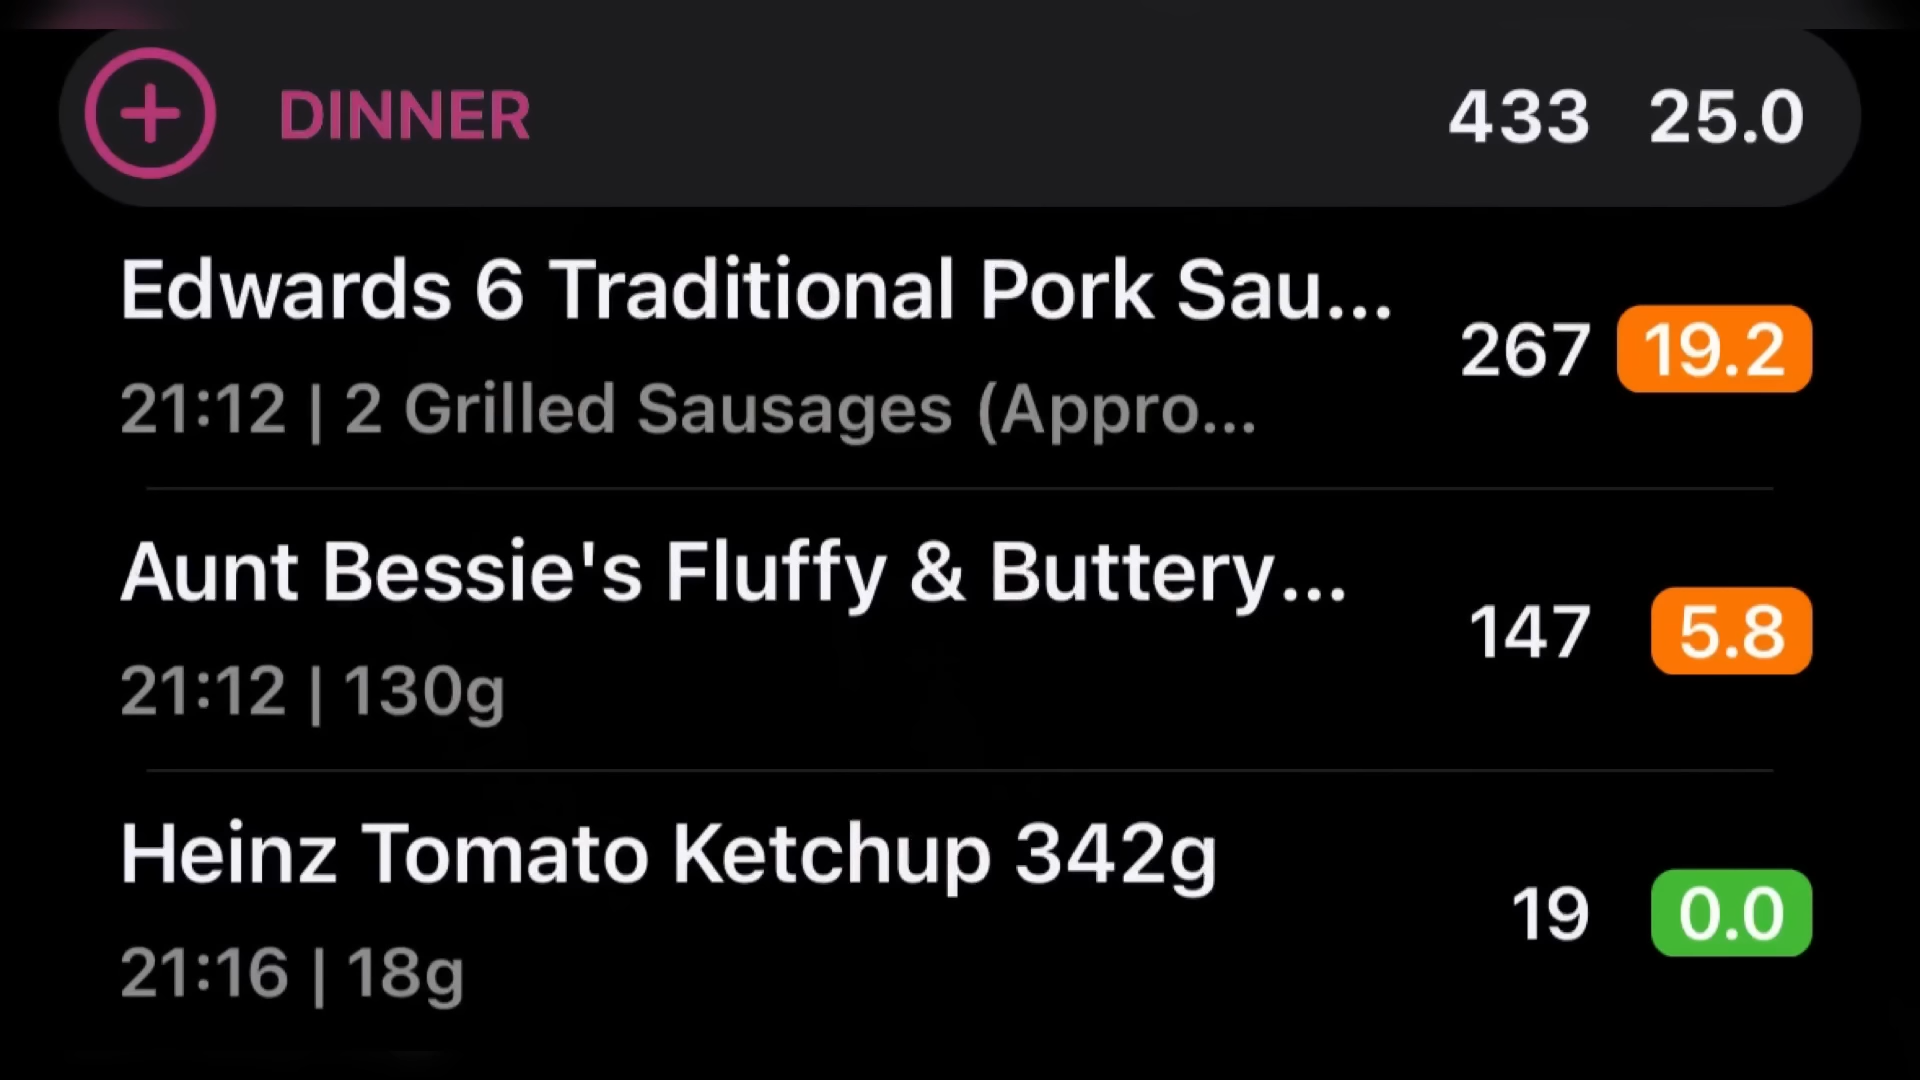 DINNER 433 25.0
Edwards 6 Traditional Pork Sau...
267 19.2
21:12 | 2 Grilled Sausages (Appro...
Aunt Bessie's Fluffy & Buttery...
147 5.8
21:12 | 130g
Heinz Tomato Ketchup 342g
19 0.0
21:16 | 18g